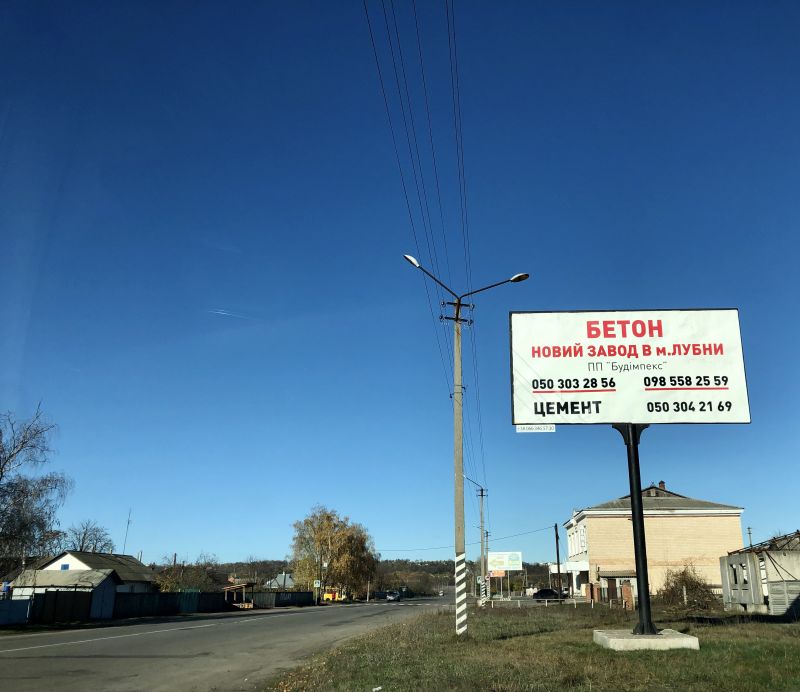 БЕТОН
НОВИЙ ЗАВОД В м.ЛУБНИ
ПП "Будімпекс"
050 303 28 56 098 558 25 59
ЦЕМЕНТ 050 304 21 69